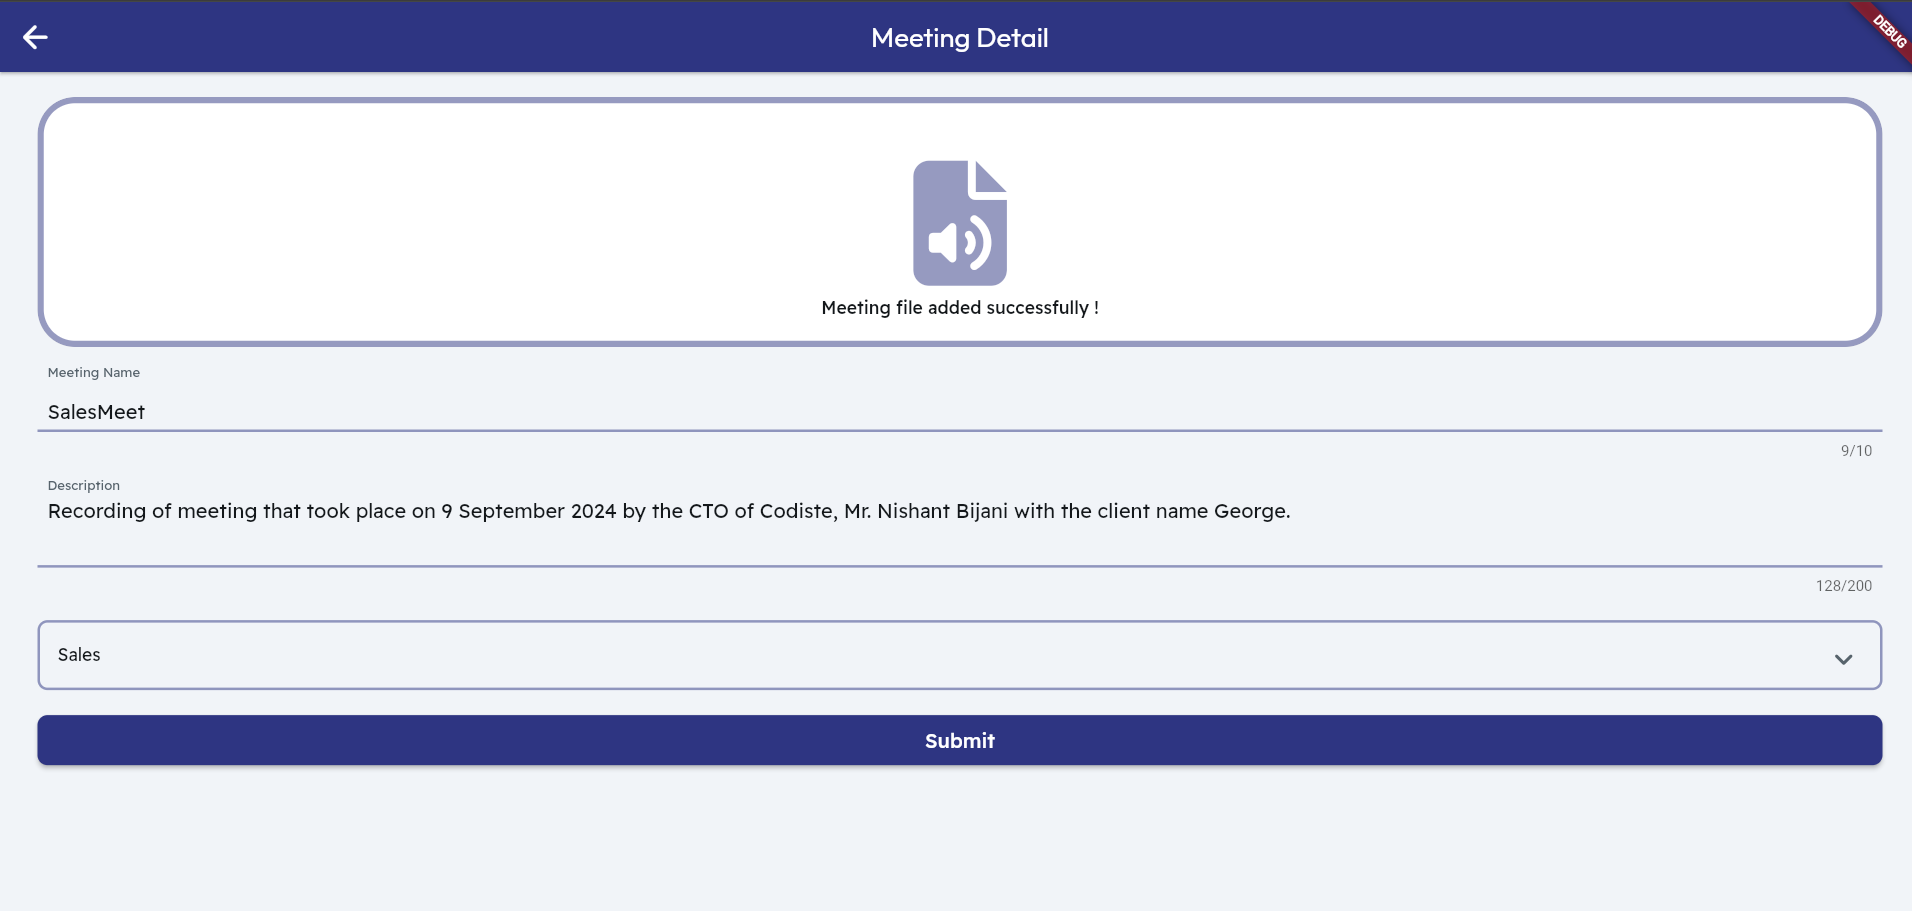 Meeting Detail
DEBUG
Meeting file added successfully !
Meeting Name
SalesMeet
9/10
Description
Recording of meeting that took place on 9 September 2024 by the CTO of Codiste, Mr. Nishant Bijani with the client name George.
128/200
Sales
Submit